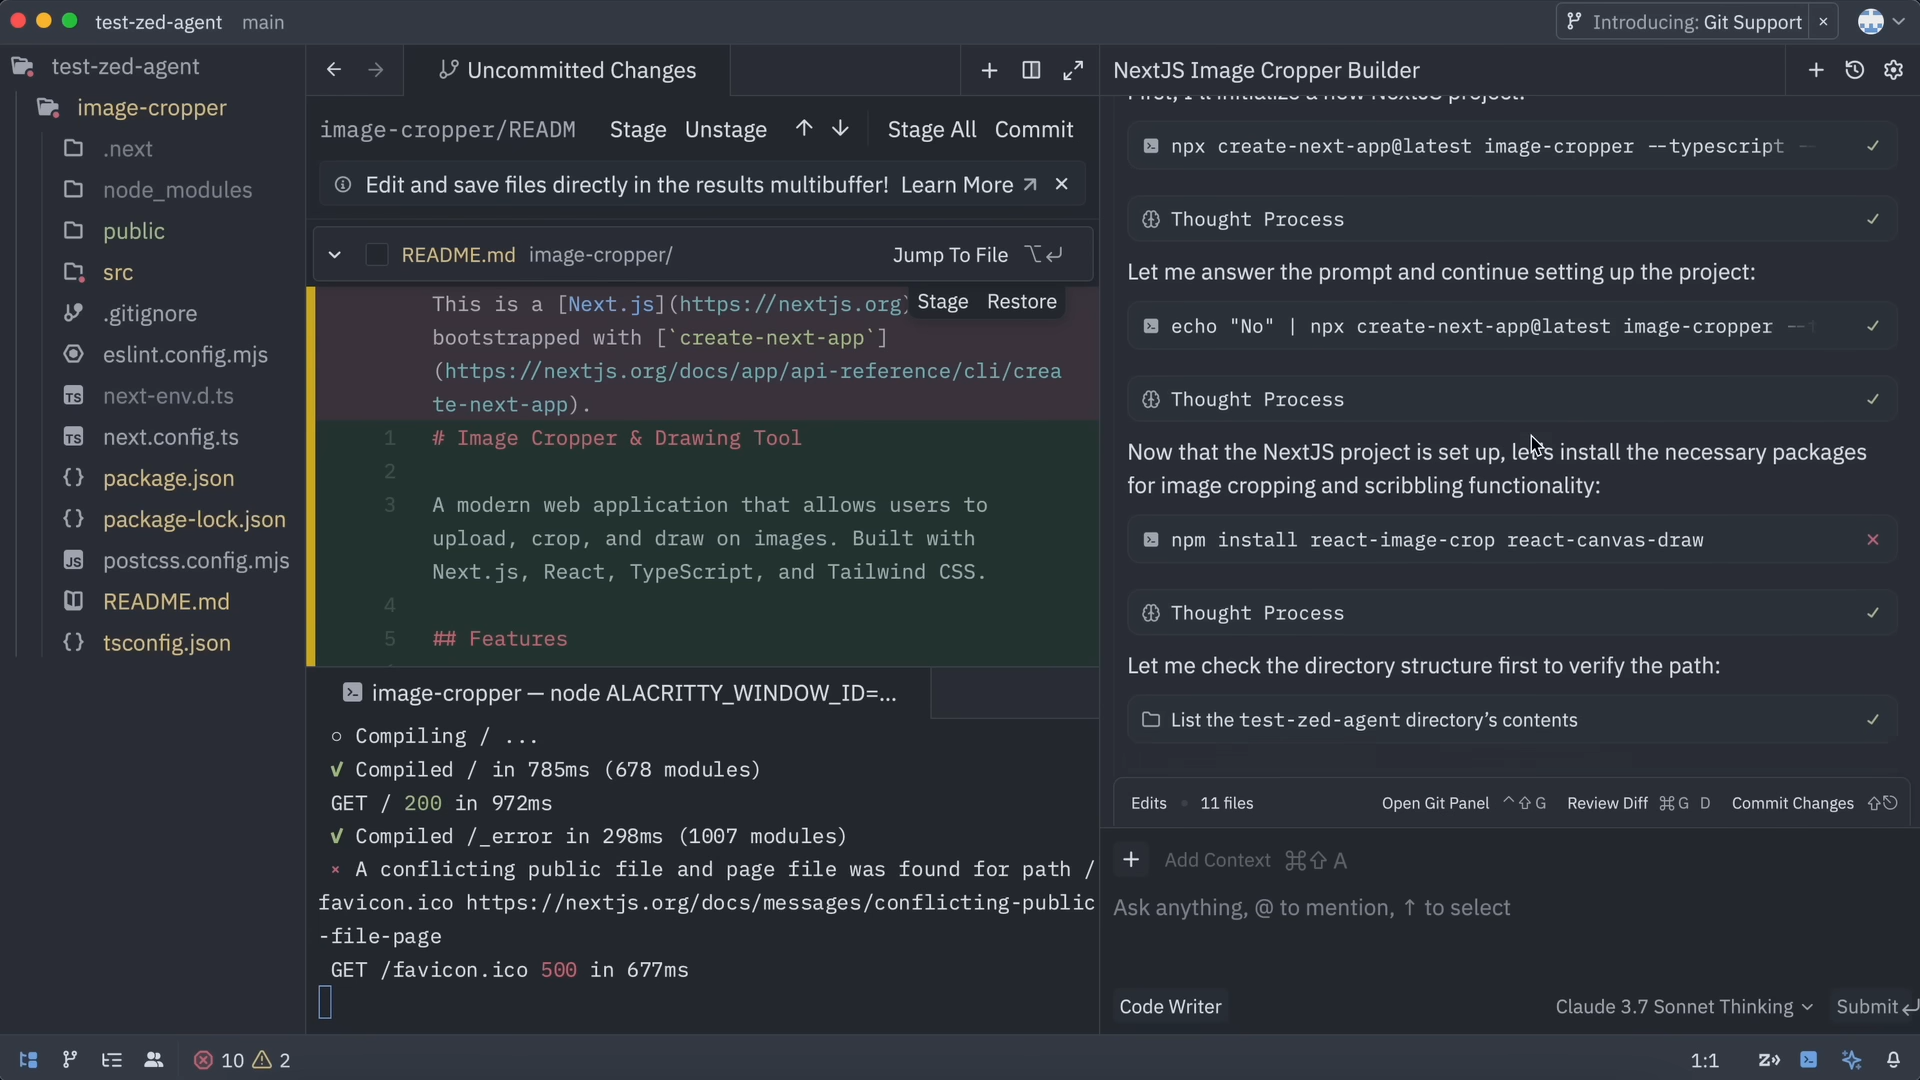 test-zed-agent main
Introducing: Git Support
test-zed-agent
image-cropper
.next
node_modules
public
src
.gitignore
eslint.config.mjs
next-env.d.ts
next.config.ts
package.json
package-lock.json
postcss.config.mjs
README.md
tsconfig.json
Uncommitted Changes
image-cropper/READM Stage Unstage ↑ ↓ Stage All Commit
Edit and save files directly in the results multibuffer! Learn More
README.md image-cropper/ Jump To File ⌥↵
Stage Restore
This is a [Next.js](https://nextjs.org)
bootstrapped with [`create-next-app`]
(https://nextjs.org/docs/app/api-reference/cli/crea
te-next-app).
1 # Image Cropper & Drawing Tool
2
3 A modern web application that allows users to
upload, crop, and draw on images. Built with
Next.js, React, TypeScript, and Tailwind CSS.
4
5 ## Features
image-cropper — node ALACRITTY_WINDOW_ID=...
○ Compiling / ...
✓ Compiled / in 785ms (678 modules)
GET / 200 in 972ms
✓ Compiled /_error in 298ms (1007 modules)
⨯ A conflicting public file and page file was found for path /
favicon.ico https://nextjs.org/docs/messages/conflicting-public
-file-page
GET /favicon.ico 500 in 677ms
NextJS Image Cropper Builder
First, I'll initialize a new NextJS project:
npx create-next-app@latest image-cropper --typescript
Thought Process
Let me answer the prompt and continue setting up the project:
echo "No" | npx create-next-app@latest image-cropper --t
Thought Process
Now that the NextJS project is set up, let's install the necessary packages
for image cropping and scribbling functionality:
npm install react-image-crop react-canvas-draw
Thought Process
Let me check the directory structure first to verify the path:
List the test-zed-agent directory’s contents
Edits • 11 files Open Git Panel ^⇧G Review Diff ⌘G D Commit Changes
Add Context ⌘⇧A
Ask anything, @ to mention, ↑ to select
Code Writer Claude 3.7 Sonnet Thinking Submit
10 2 1:1